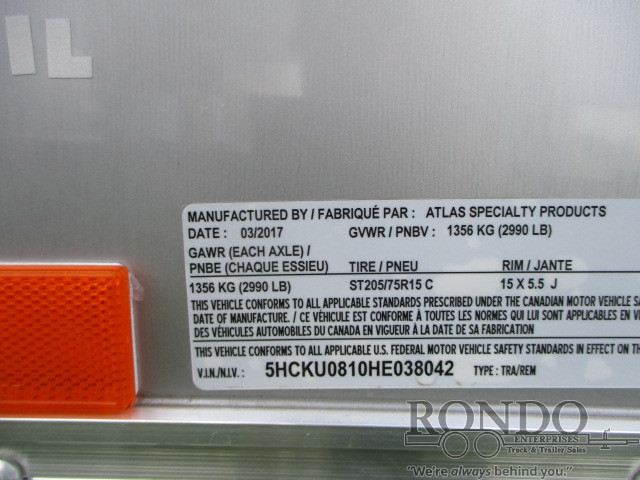 IL
MANUFACTURED BY / FABRIQUÉ PAR : ATLAS SPECIALTY PRODUCTS
DATE : 03/2017 GVWR / PNBV : 1356 KG (2990 LB)
GAWR (EACH AXLE) /
PNBE (CHAQUE ESSIEU) TIRE / PNEU RIM / JANTE
1356 KG (2990 LB) ST205/75R15 C 15 X 5.5 J
THIS VEHICLE CONFORMS TO ALL APPLICABLE STANDARDS PRESCRIBED UNDER THE CANADIAN MOTOR VEHICLE
DATE OF MANUFACTURE. / CE VÉHICULE EST CONFORME À TOUTES LES NORMES QUI LUI SONT APPLICABLES EN VERTU
DES VÉHICULES AUTOMOBILES DU CANADA EN VIGUEUR À LA DATE DE SA FABRICATION
THIS VEHICLE CONFORMS TO ALL APPLICABLE U.S. FEDERAL MOTOR VEHICLE SAFETY STANDARDS IN EFFECT ON THE
V.I.N./N.I.V. : 5HCKU0810HE038042 TYPE : TRA/REM
RONDO
ENTERPRISES
Truck & Trailer Sales
"We're always behind you."